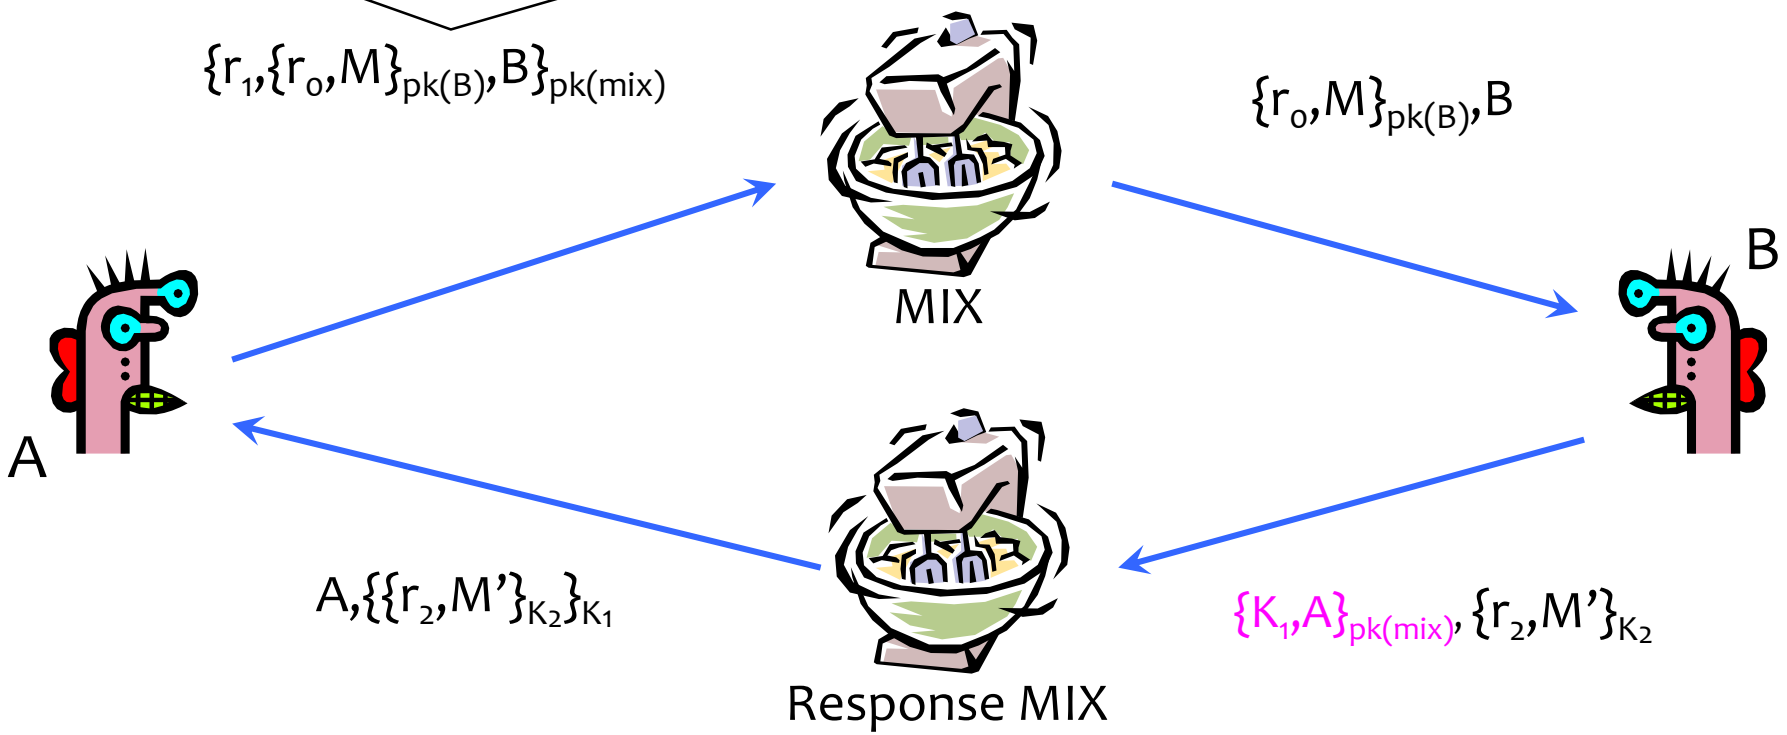 {r₁,{r₀,M}pk(B),B}pk(mix)
{r₀,M}pk(B),B
MIX
B
A
A,{{r₂,M’}K₂}K₁
{K₁,A}pk(mix), {r₂,M’}K₂
Response MIX